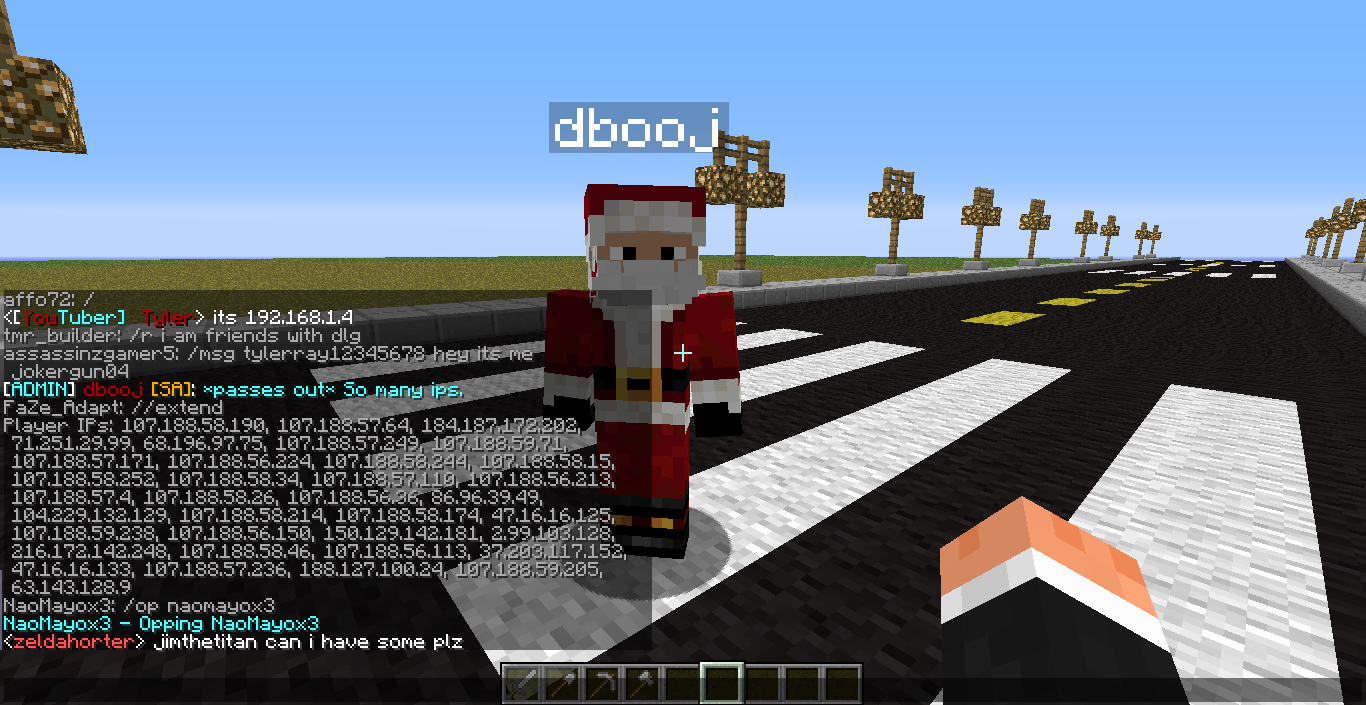 dbooj
affo72: /
<[YouTuber] Tyler> its 192.168.1.4
tmr_builder: /r i am friends with dlg
assassinzgamer5: /msg tylerray12345678 hey its me
.jokergun04
[ADMIN] dbooj [SA]: *passes out* So many ips.
FaZe_Adapt: //extend
Player IPs: 107.188.58.190, 107.188.57.64, 184.187.172.202,
71.251.29.99, 68.196.97.75, 107.188.57.249, 107.188.59.71,
107.188.57.171, 107.188.56.224, 107.188.58.244, 107.188.58.15,
107.188.58.252, 107.188.58.34, 107.188.57.110, 107.188.56.213,
107.188.57.4, 107.188.58.26, 107.188.56.36, 86.96.39.49,
104.229.132.129, 107.188.58.214, 107.188.58.174, 47.16.16.125,
107.188.59.238, 107.188.56.150, 150.129.142.181, 2.99.103.128,
216.172.142.248, 107.188.58.46, 107.188.56.113, 37.203.117.152,
47.16.16.133, 107.188.57.236, 188.127.100.24, 107.188.59.205,
63.143.128.9
NaoMayox3: /op naomayox3
NaoMayox3 - Opping NaoMayox3
<zeldahorter> jimthetitan can i have some plz